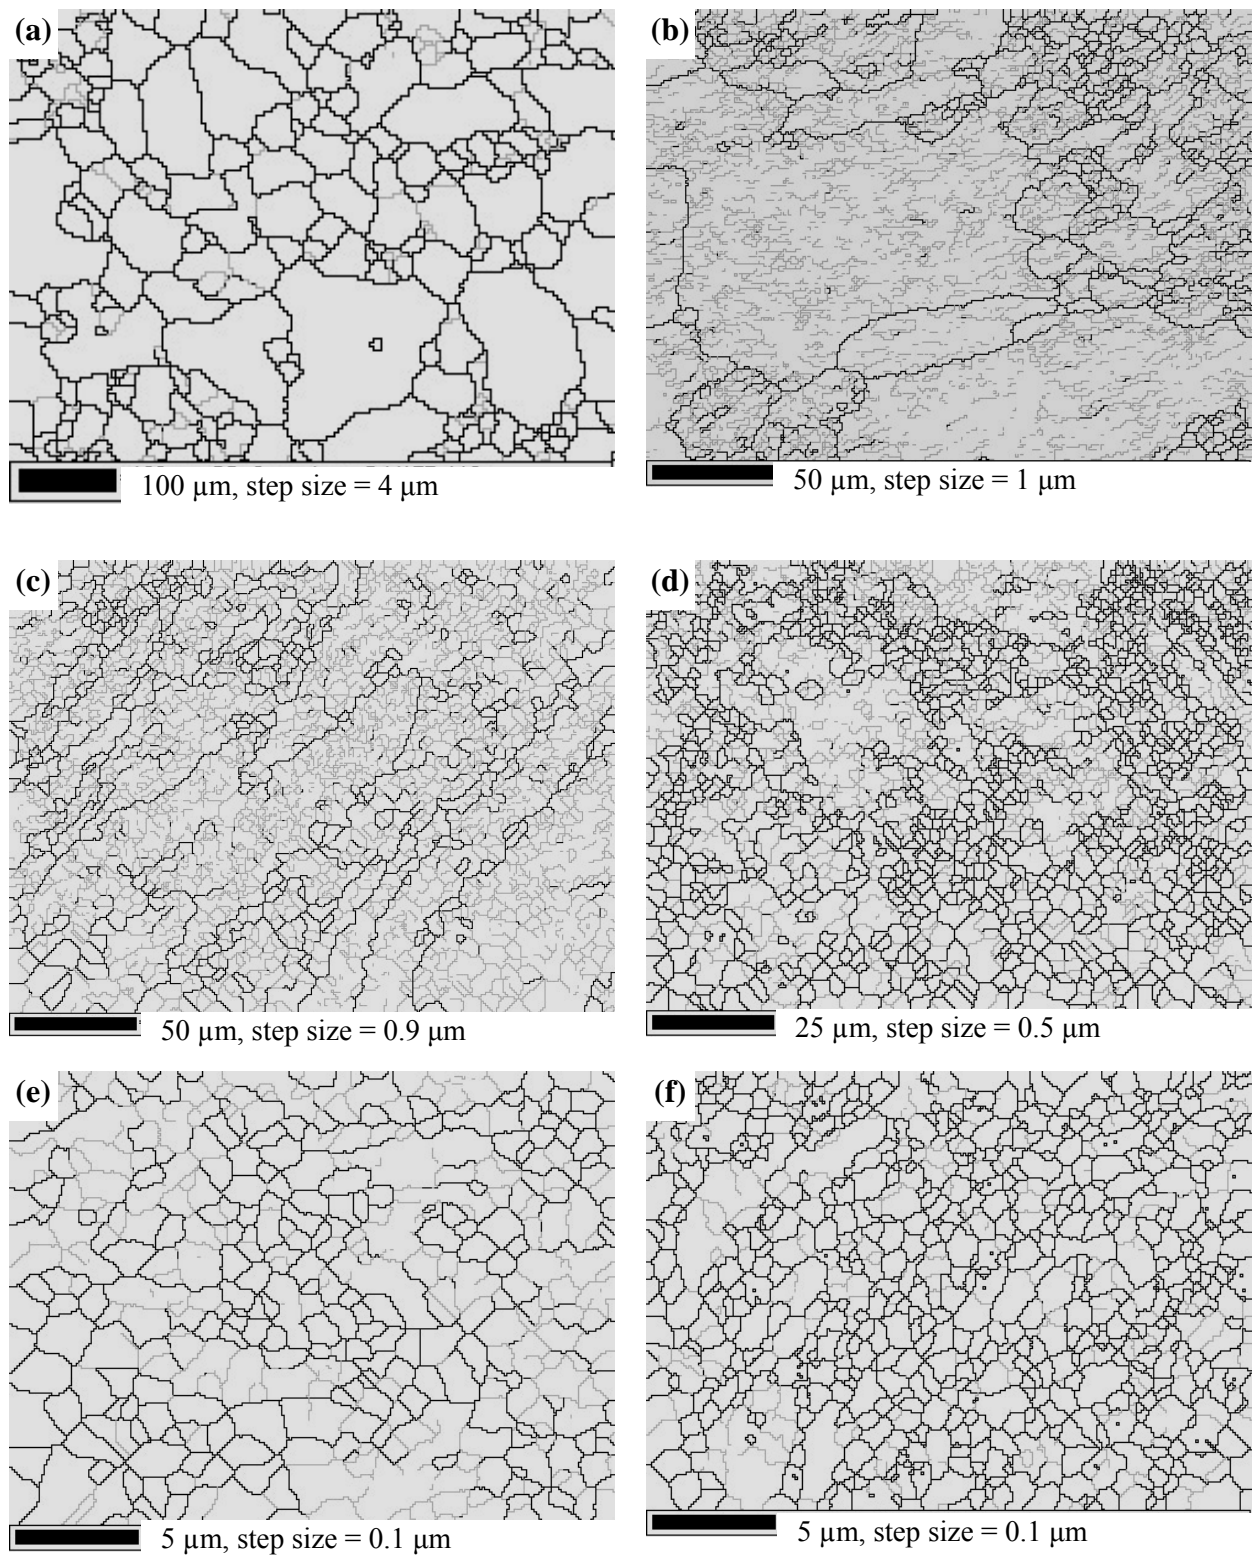 (a)
(b)
100 µm, step size = 4 µm
50 µm, step size = 1 µm
(c)
(d)
50 µm, step size = 0.9 µm
25 µm, step size = 0.5 µm
(e)
(f)
5 µm, step size = 0.1 µm
5 µm, step size = 0.1 µm